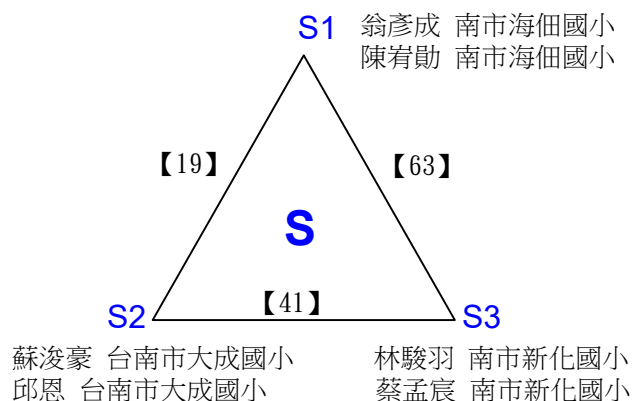 S1
翁彥成 南市海佃國小
陳宥勛 南市海佃國小
【19】
【63】
S
【41】
S2
S3
蘇浚豪 台南市大成國小
邱恩 台南市大成國小
林駿羽 南市新化國小
蔡孟宸 南市新化國小